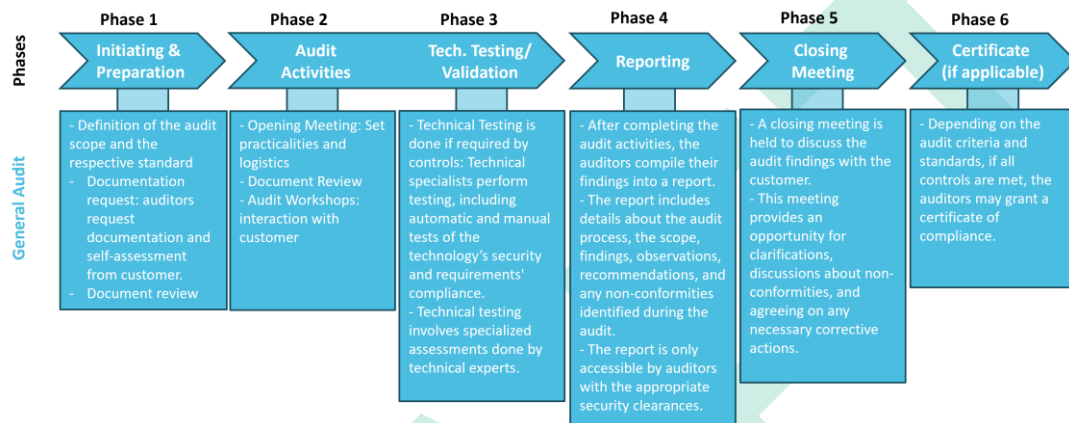 Phase 1
Phase 2
Phase 3
Phase 4
Phase 5
Phase 6
Phases
Initiating &
Preparation
Audit
Activities
Tech. Testing/
Validation
Reporting
Closing
Meeting
Certificate
(if applicable)
General Audit
- Definition of the audit
scope and the
respective standard
- Documentation
request: auditors
request
documentation and
self-assessment
from customer.
- Document review
- Opening Meeting: Set
practicalities and
logistics
- Document Review
- Audit Workshops:
interaction with
customer
- Technical Testing is
done if required by
controls: Technical
specialists perform
testing, including
automatic and manual
tests of the
technology's security
and requirements'
compliance.
- Technical testing
involves specialized
assessments done by
technical experts.
- After completing the
audit activities, the
auditors compile their
findings into a report.
- The report includes
details about the audit
process, the scope,
findings, observations,
recommendations, and
any non-conformities
identified during the
audit.
- The report is only
accessible by auditors
with the appropriate
security clearances.
- A closing meeting is
held to discuss the
audit findings with the
customer.
- This meeting
provides an
opportunity for
clarifications,
discussions about non-
conformities, and
agreeing on any
necessary corrective
actions.
- Depending on the
audit criteria and
standards, if all
controls are met, the
auditors may grant a
certificate of
compliance.